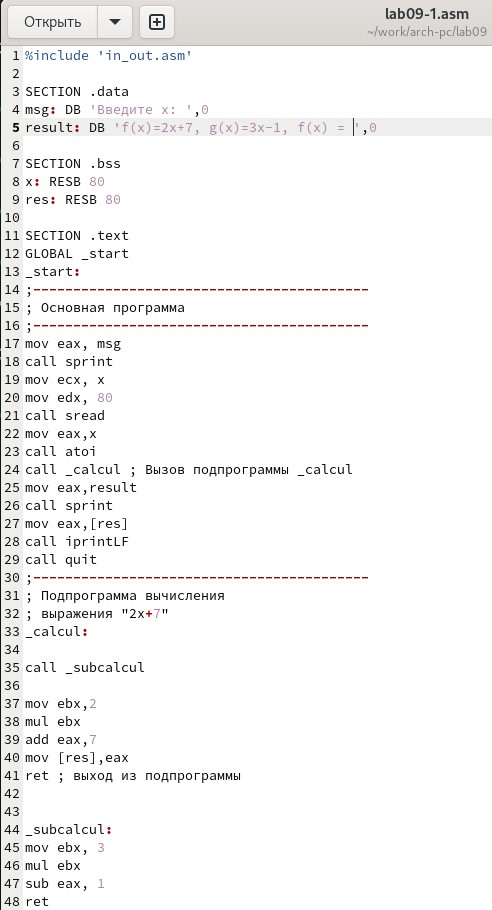 Открыть
lab09-1.asm
~/work/arch-pc/lab09
1 %include 'in_out.asm'
2
3 SECTION .data
4 msg: DB 'Введите x: ',0
5 result: DB 'f(x)=2x+7, g(x)=3x-1, f(x) = ',0
6
7 SECTION .bss
8 x: RESB 80
9 res: RESB 80
10
11 SECTION .text
12 GLOBAL _start
13 _start:
14 ;------------------------------------------
15 ; Основная программа
16 ;------------------------------------------
17 mov eax, msg
18 call sprint
19 mov ecx, x
20 mov edx, 80
21 call sread
22 mov eax,x
23 call atoi
24 call _calcul ; Вызов подпрограммы _calcul
25 mov eax,result
26 call sprint
27 mov eax,[res]
28 call iprintLF
29 call quit
30 ;------------------------------------------
31 ; Подпрограмма вычисления
32 ; выражения "2x+7"
33 _calcul:
34
35 call _subcalcul
36
37 mov ebx,2
38 mul ebx
39 add eax,7
40 mov [res],eax
41 ret ; выход из подпрограммы
42
43
44 _subcalcul:
45 mov ebx, 3
46 mul ebx
47 sub eax, 1
48 ret